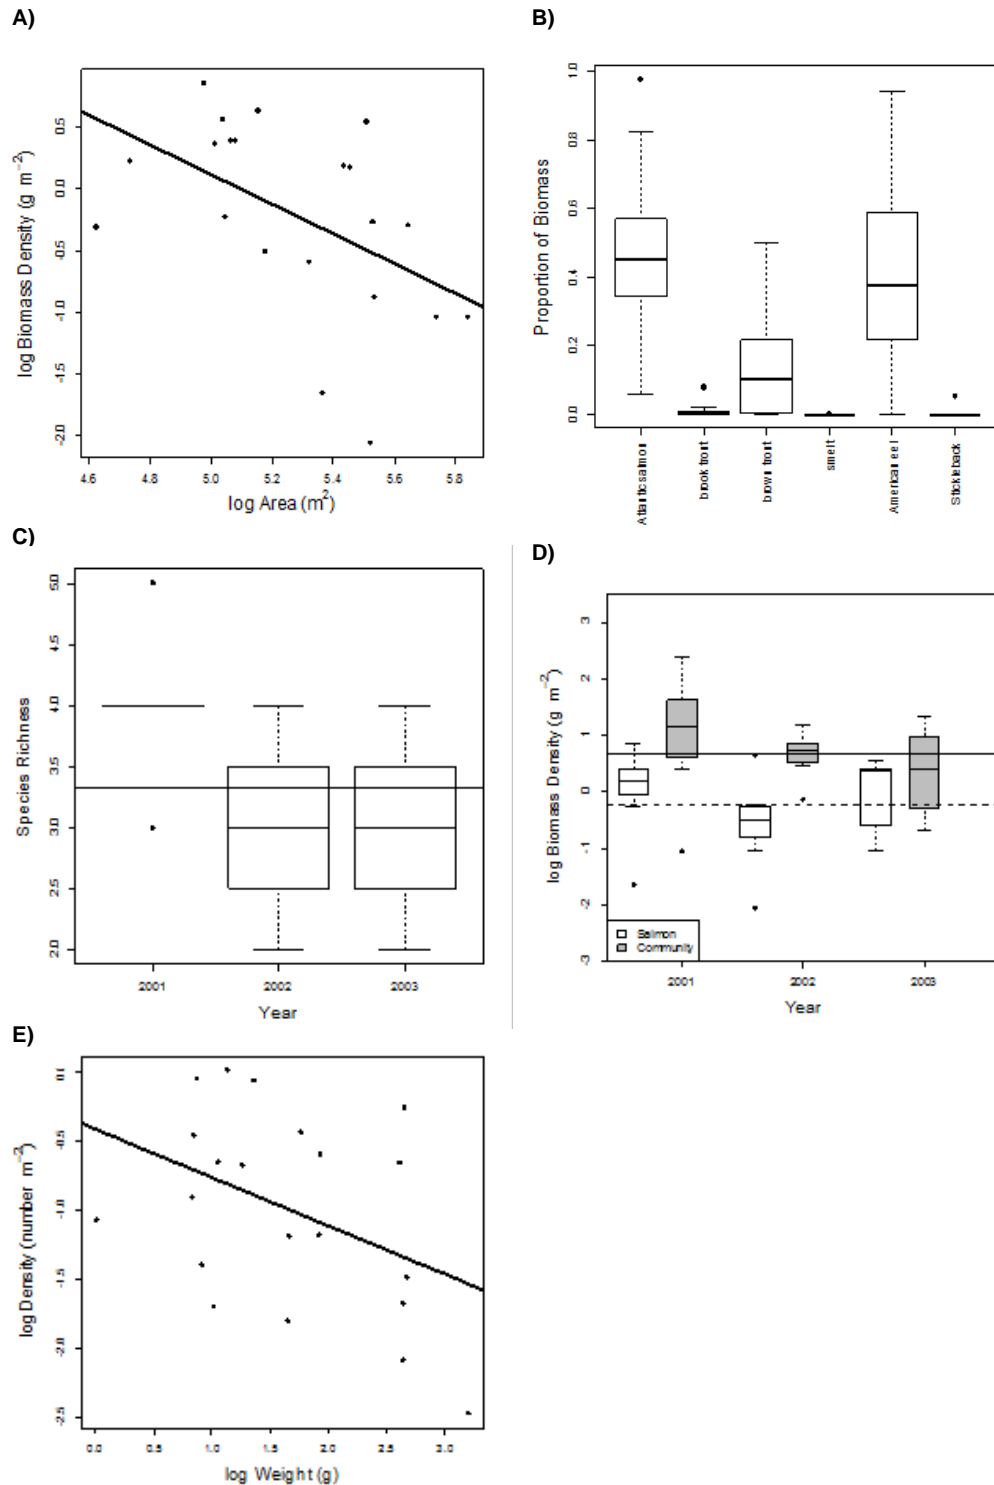 A)
log Biomass Density (g m⁻²)
0.5
0.0
-0.5
-1.0
-1.5
-2.0
4.6 4.8 5.0 5.2 5.4 5.6 5.8
log Area (m²)
B)
Proportion of Biomass
1.0
0.8
0.6
0.4
0.2
0.0
Atlantic salmon
brook trout
brown trout
smelt
American eel
Stickleback
C)
Species Richness
5.0
4.5
4.0
3.5
3.0
2.5
2.0
2001 2002 2003
Year
D)
log Biomass Density (g m⁻²)
3
2
1
0
-1
-2
-3
Salmon
Community
2001 2002 2003
Year
E)
log Density (number m⁻²)
0.0
-0.5
-1.0
-1.5
-2.0
-2.5
0.0 0.5 1.0 1.5 2.0 2.5 3.0
log Weight (g)